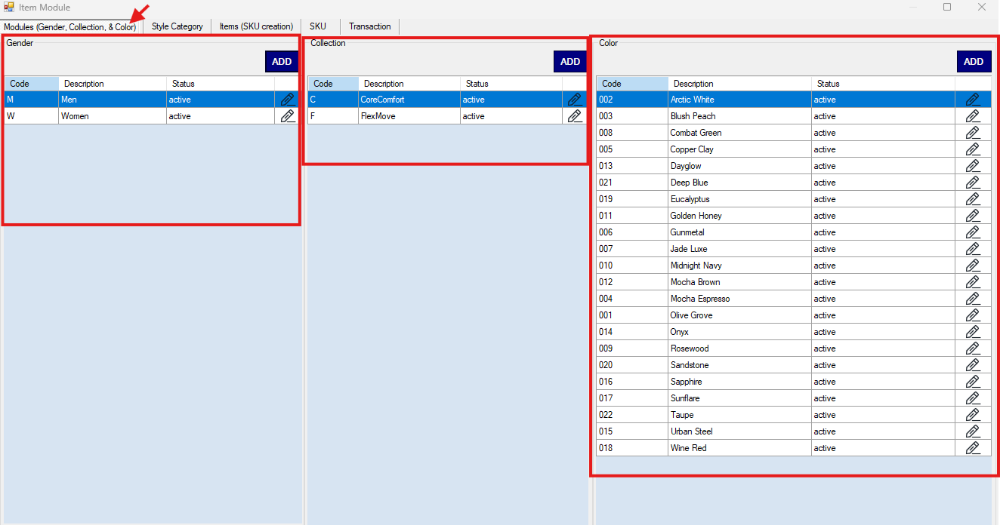 Item Module
Modules (Gender, Collection, & Color) Style Category Items (SKU creation) SKU Transaction
Gender
ADD
Code Description Status
M Men active
W Women active
Collection
ADD
Code Description Status
C CoreComfort active
F FlexMove active
Color
ADD
Code Description Status
002 Arctic White active
003 Blush Peach active
008 Combat Green active
005 Copper Clay active
013 Dayglow active
021 Deep Blue active
019 Eucalyptus active
011 Golden Honey active
006 Gunmetal active
007 Jade Luxe active
010 Midnight Navy active
012 Mocha Brown active
004 Mocha Espresso active
001 Olive Grove active
014 Onyx active
009 Rosewood active
020 Sandstone active
016 Sapphire active
017 Sunflare active
022 Taupe active
015 Urban Steel active
018 Wine Red active